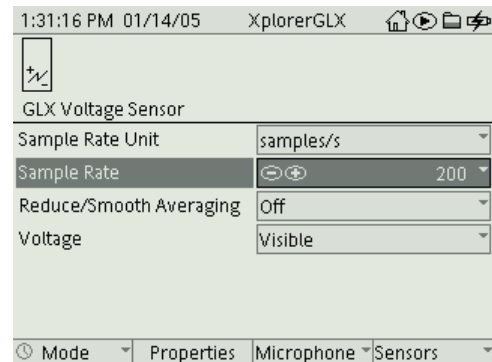 1:31:16 PM 01/14/05 XplorerGLX
GLX Voltage Sensor
Sample Rate Unit samples/s
Sample Rate 200
Reduce/Smooth Averaging Off
Voltage Visible
Mode Properties Microphone Sensors